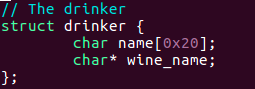 // The drinker
struct drinker {
        char name[0x20];
        char* wine_name;
};